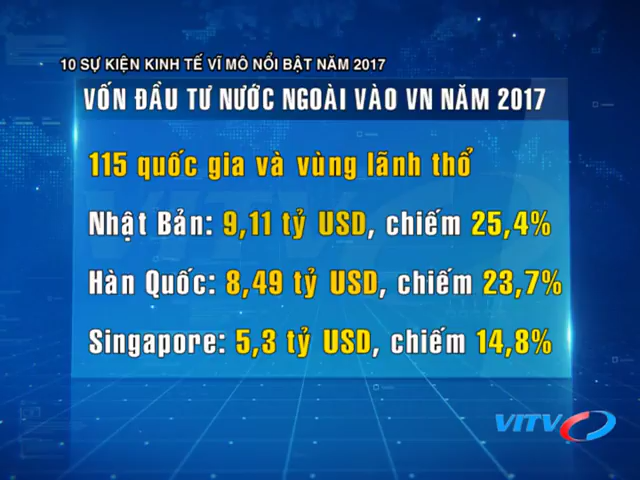 10 SỰ KIỆN KINH TẾ VĨ MÔ NỔI BẬT NĂM 2017
VỐN ĐẦU TƯ NƯỚC NGOÀI VÀO VN NĂM 2017
115 quốc gia và vùng lãnh thổ
Nhật Bản: 9,11 tỷ USD, chiếm 25,4%
Hàn Quốc: 8,49 tỷ USD, chiếm 23,7%
Singapore: 5,3 tỷ USD, chiếm 14,8%
VITV